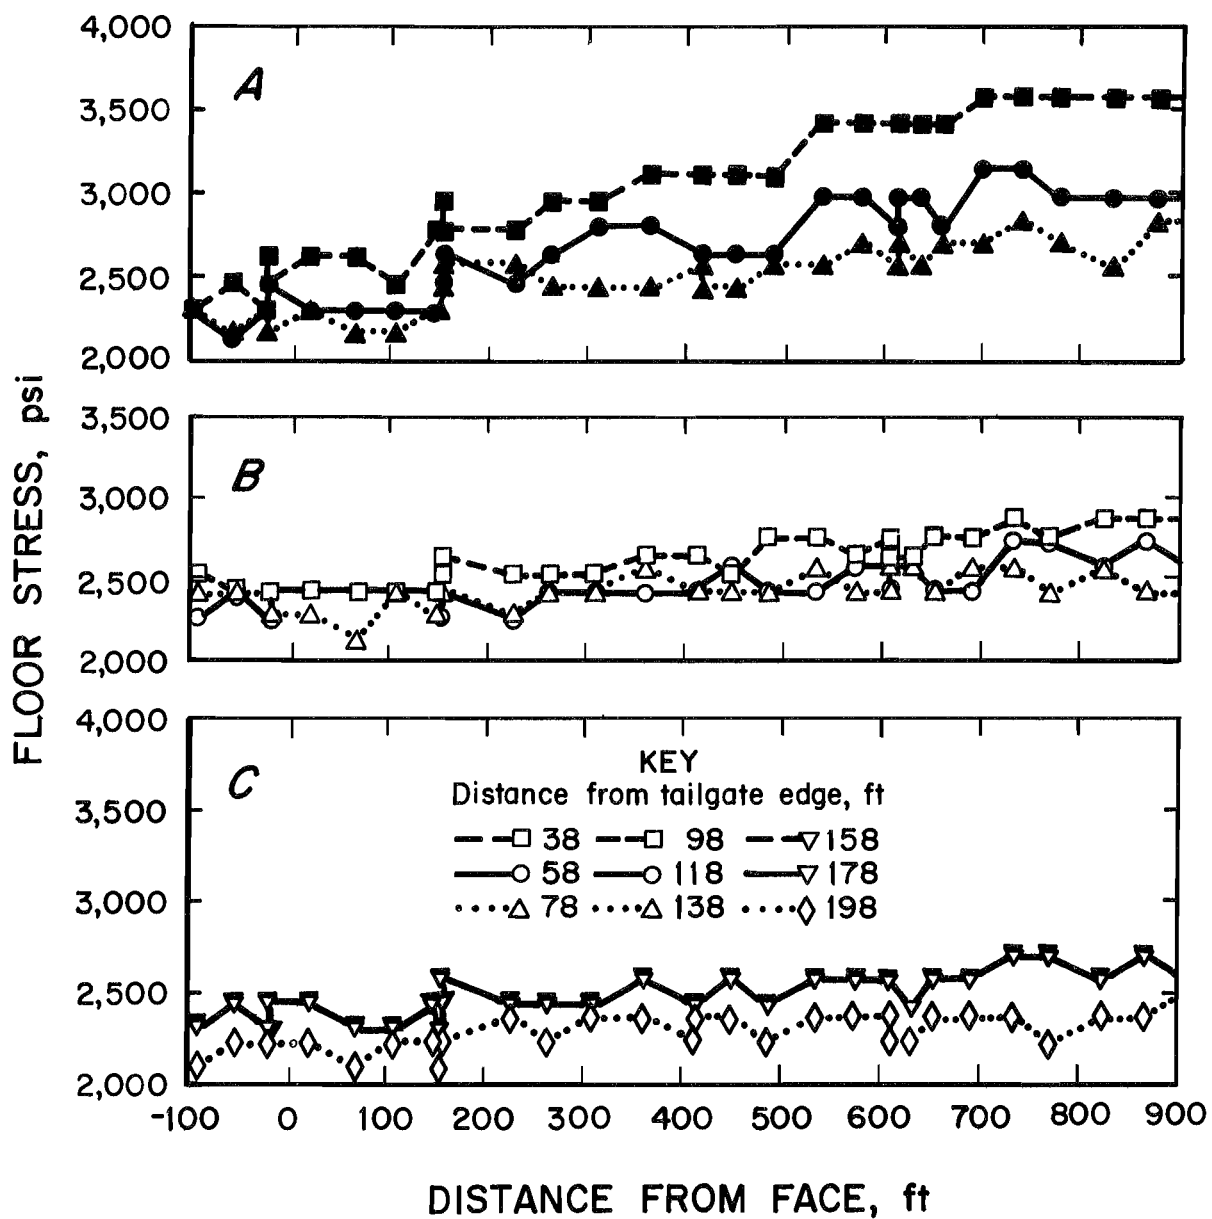 4,000
A
3,500
3,000
2,500
2,000
3,500
B
3,000
2,500
2,000
FLOOR STRESS, psi
4,000
C
3,500
3,000
2,500
2,000
KEY
Distance from tailgate edge, ft
38 98 158
58 118 178
78 138 198
-100 0 100 200 300 400 500 600 700 800 900
DISTANCE FROM FACE, ft